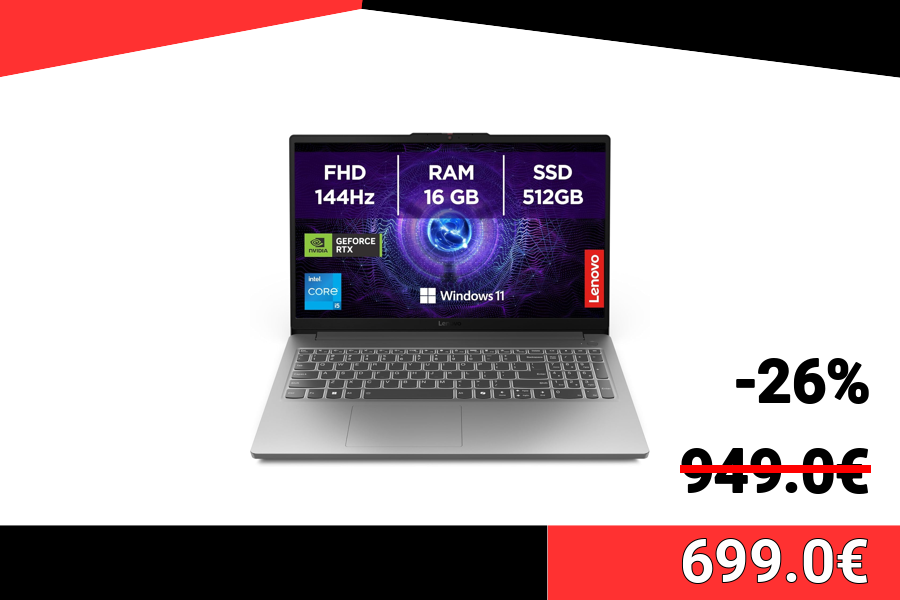 FHD
144Hz
RAM
16 GB
SSD
512GB
NVIDIA
GEFORCE
RTX
intel
CORE
i5
Windows 11
Lenovo
-26%
949.0€
699.0€